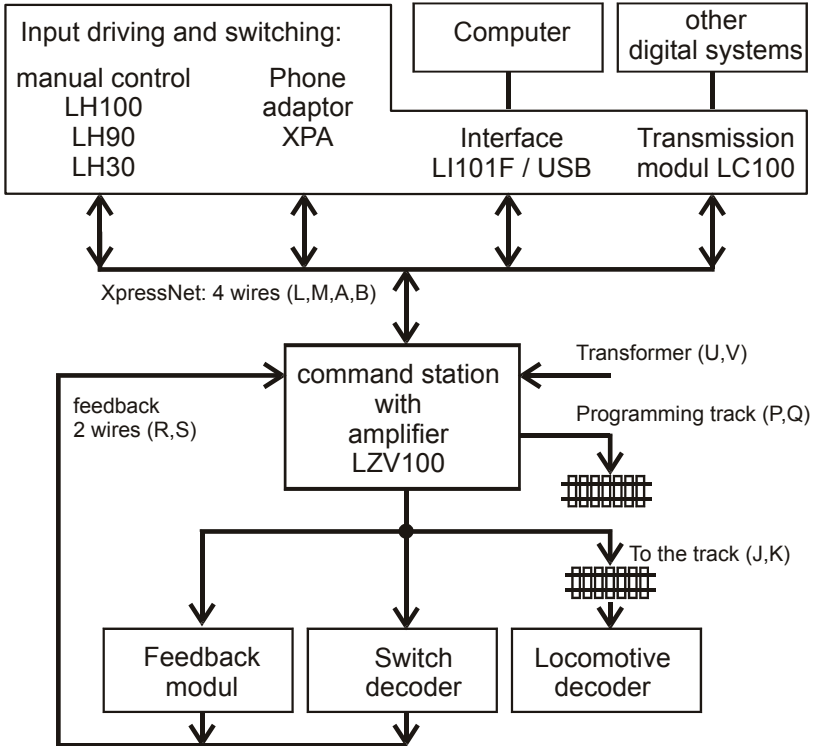 Input driving and switching:
manual control
LH100
LH90
LH30
Phone
adaptor
XPA
Computer
Interface
LI101F / USB
other
digital systems
Transmission
modul LC100
XpressNet: 4 wires (L,M,A,B)
command station
with
amplifier
LZV100
Transformer (U,V)
feedback
2 wires (R,S)
Programming track (P,Q)
To the track (J,K)
Feedback
modul
Switch
decoder
Locomotive
decoder